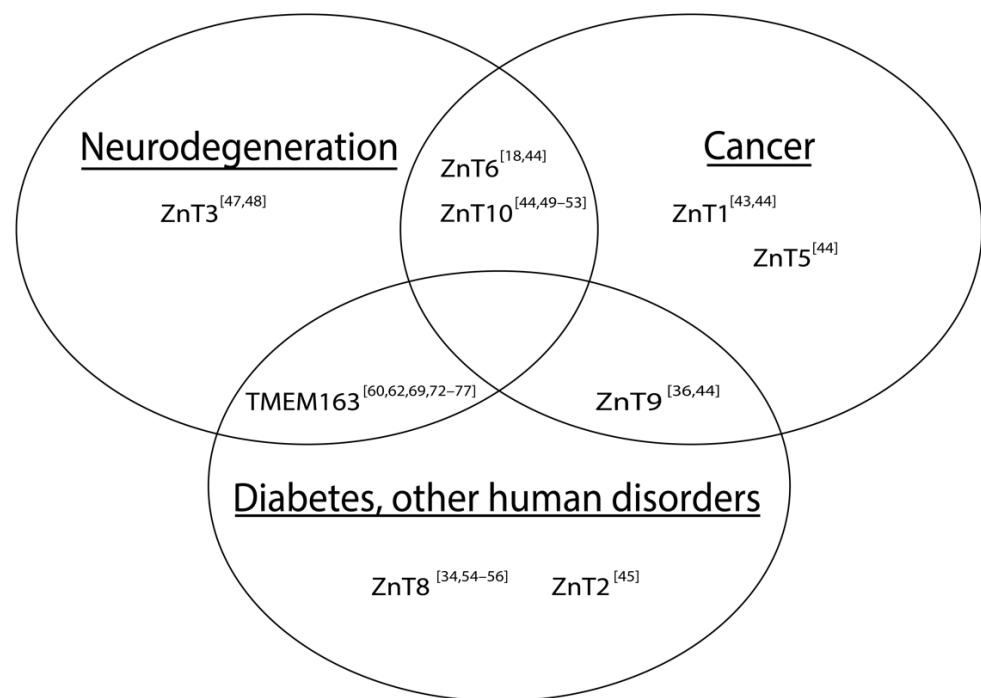 Neurodegeneration
ZnT3[47,48]
ZnT6[18,44]
ZnT10[44,49–53]
Cancer
ZnT1[43,44]
ZnT5[44]
TMEM163[60,62,69,72–77]
ZnT9[36,44]
Diabetes, other human disorders
ZnT8[34,54–56]
ZnT2[45]